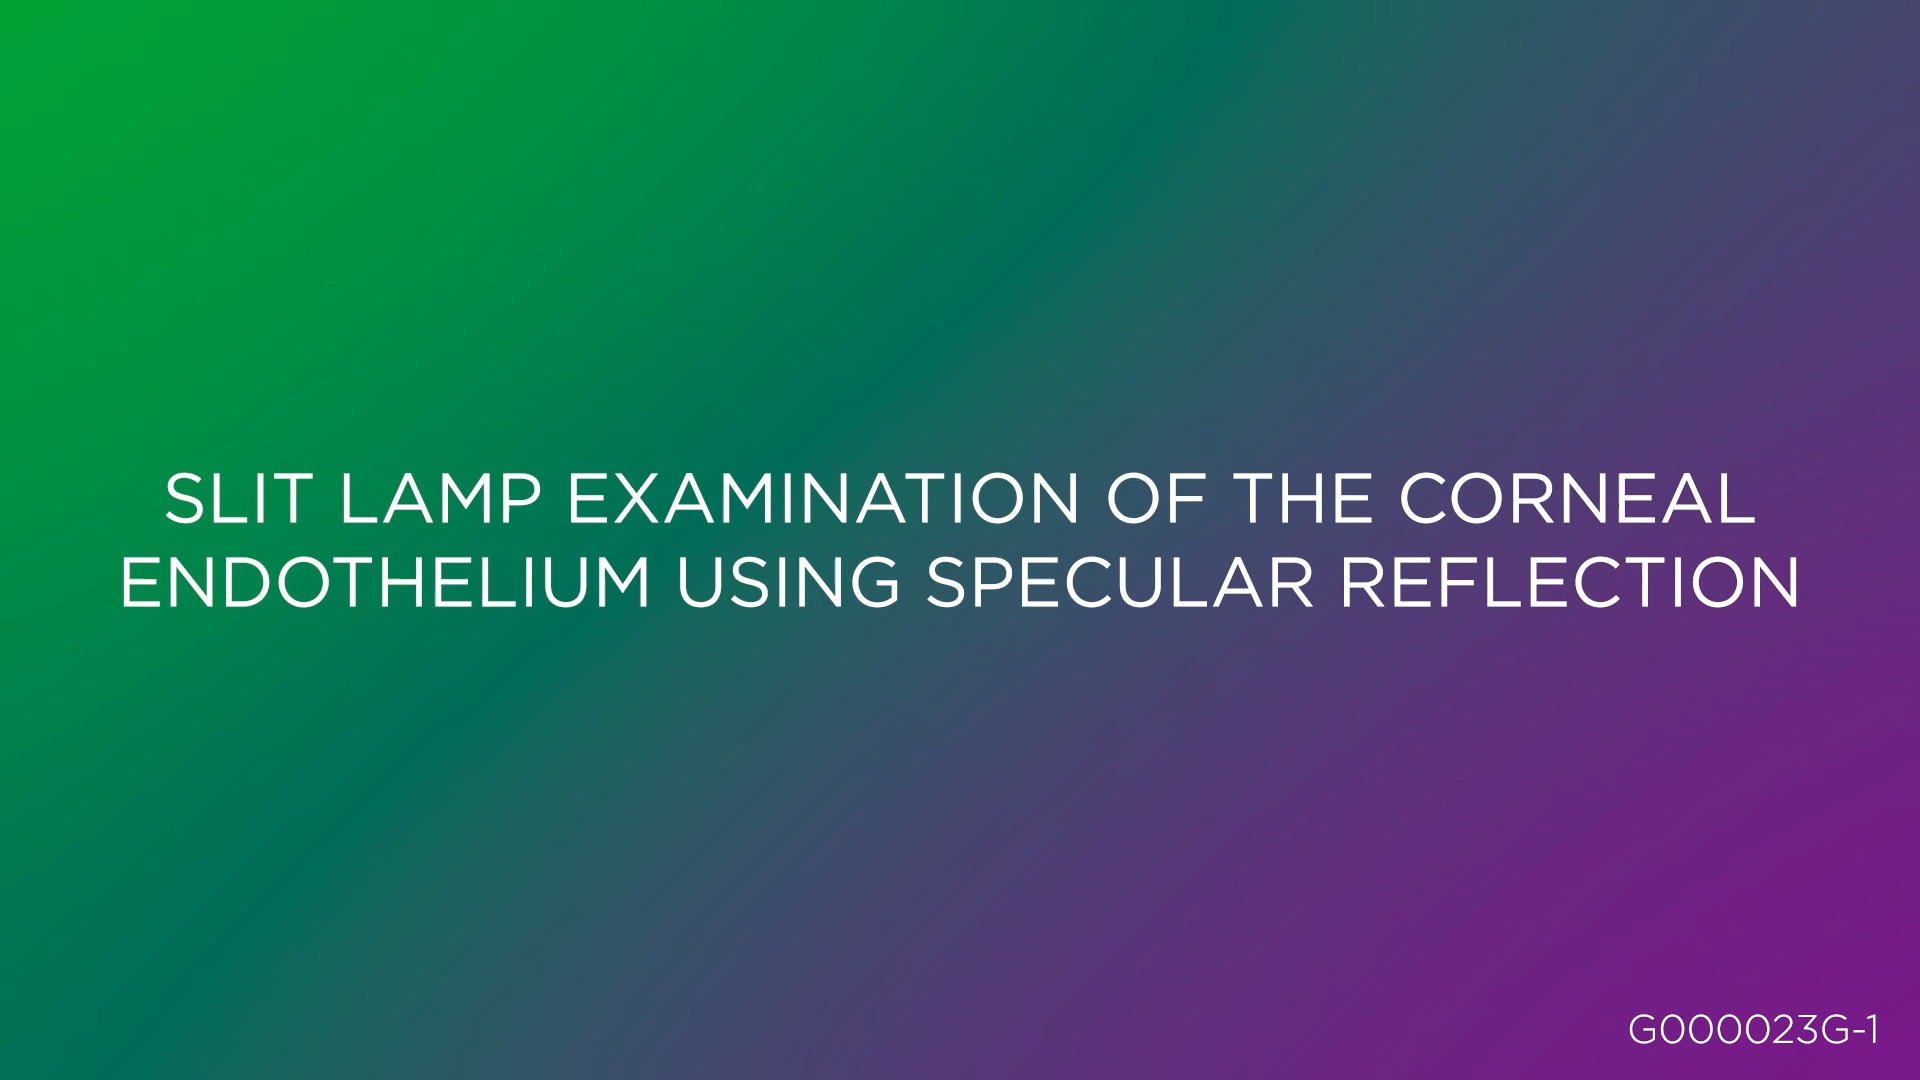 SLIT LAMP EXAMINATION OF THE CORNEAL
ENDOTHELIUM USING SPECULAR REFLECTION
G000023G-1